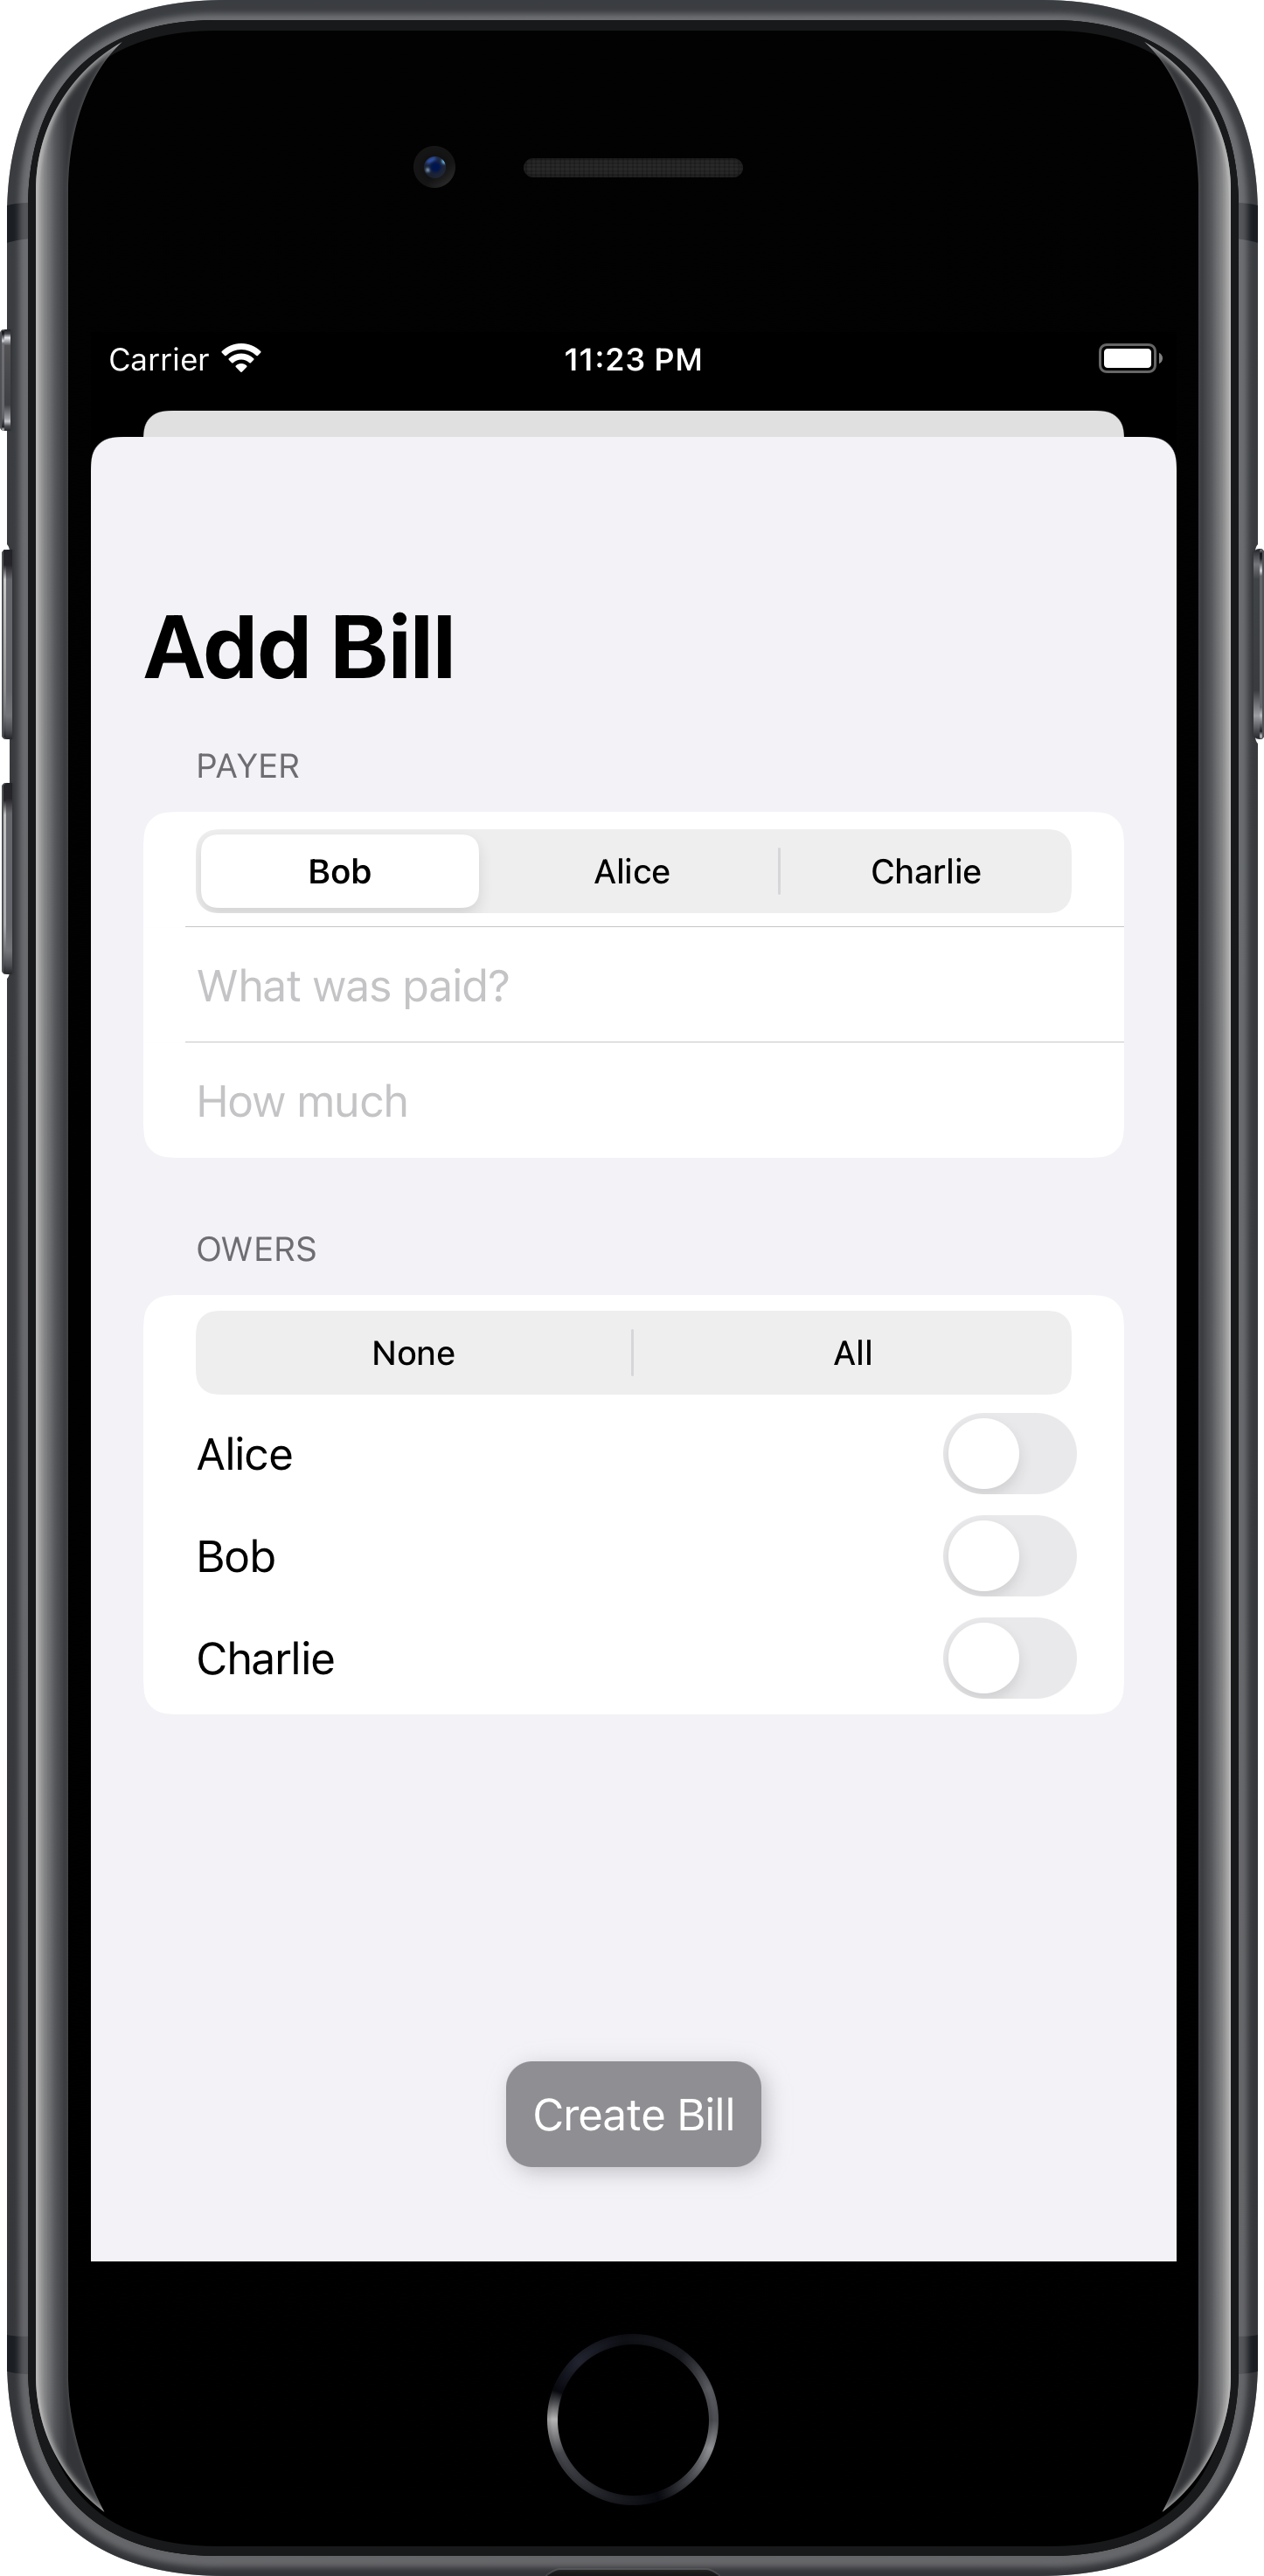 Carrier 11:23 PM
Add Bill
PAYER
Bob Alice Charlie
What was paid?
How much
OWERS
None All
Alice
Bob
Charlie
Create Bill